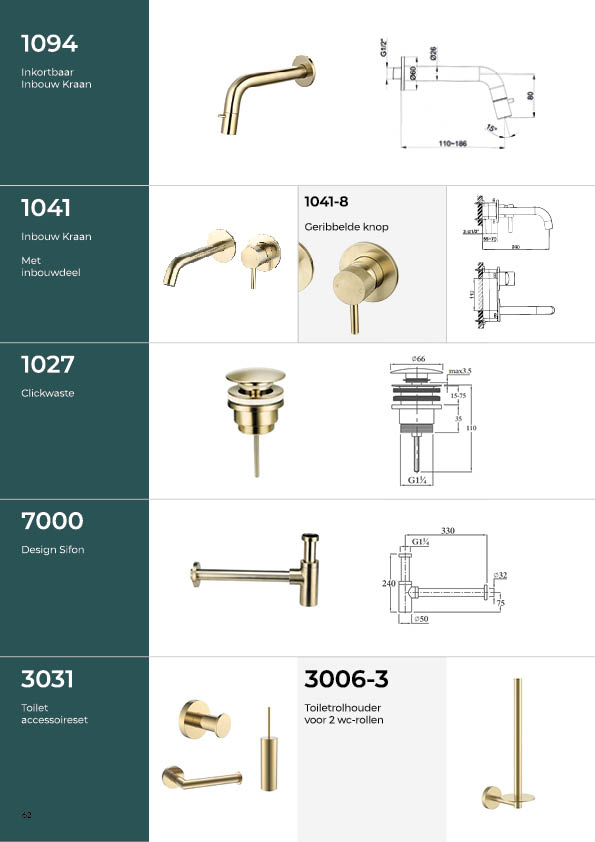 1094
Inkortbaar
Inbouw Kraan
G1/2"
Ø60
Ø26
80
15°
110~186
1041
Inbouw Kraan
Met
inbouwdeel
1041-8
Geribbelde knop
55~70
240
1027
Clickwaste
Ø66
max3.5
15-75
35
110
G1¼
7000
Design Sifon
330
G1¼
240
Ø32
75
Ø50
3031
Toilet
accessoireset
3006-3
Toiletrolhouder
voor 2 wc-rollen
62